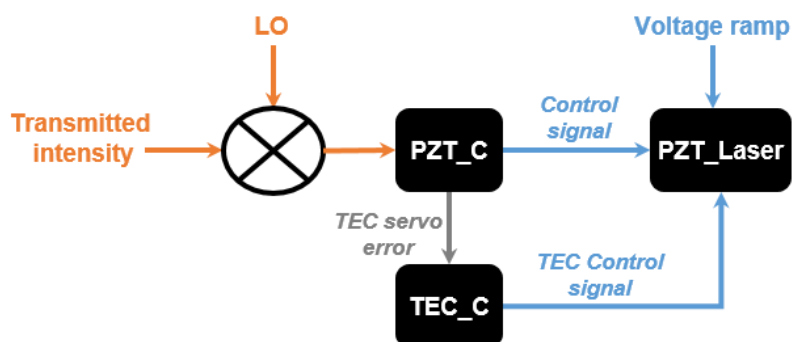 LO
Voltage ramp
Transmitted
intensity
PZT_C
Control
signal
PZT_Laser
TEC servo
error
TEC Control
signal
TEC_C